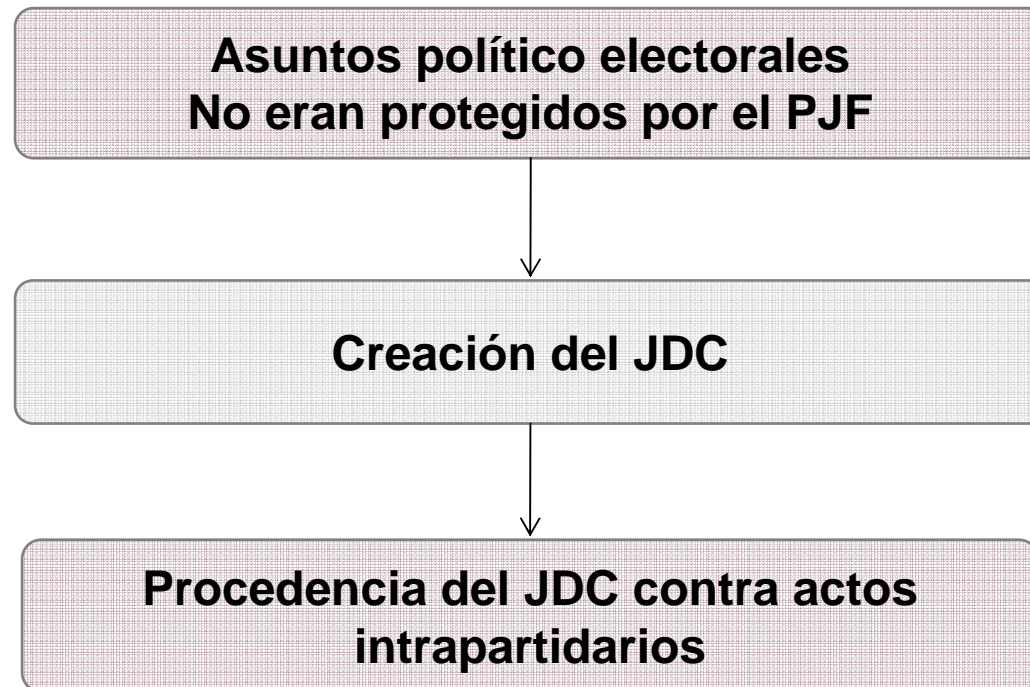 Asuntos político electorales
No eran protegidos por el PJF
Creación del JDC
Procedencia del JDC contra actos
intrapartidarios